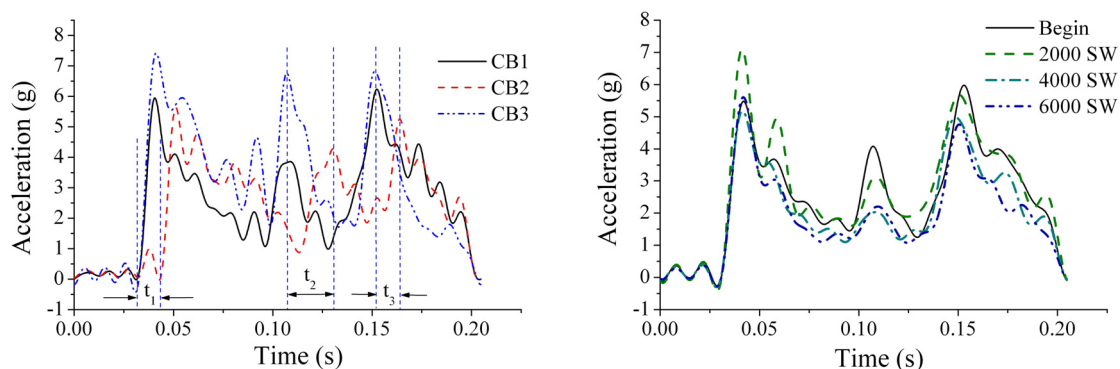 8
7
6
5
4
3
2
1
0
-1
Acceleration (g)
CB1
CB2
CB3
t1
t2
t3
0.00
0.05
0.10
0.15
0.20
Time (s)
8
7
6
5
4
3
2
1
0
-1
Acceleration (g)
Begin
2000 SW
4000 SW
6000 SW
0.00
0.05
0.10
0.15
0.20
Time (s)